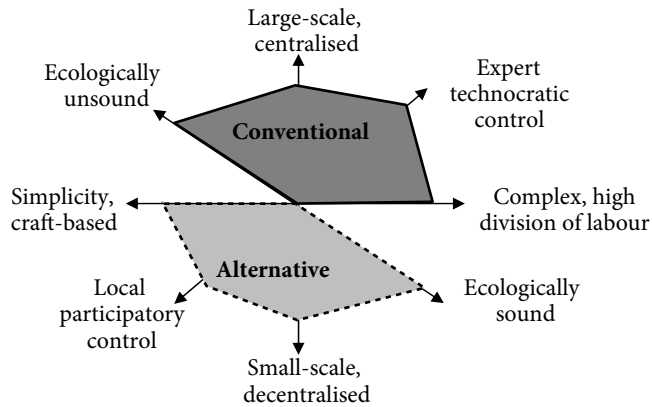 Large-scale,
centralised
Ecologically
unsound
Expert
technocratic
control
Conventional
Simplicity,
craft-based
Complex, high
division of labour
Alternative
Local
participatory
control
Ecologically
sound
Small-scale,
decentralised